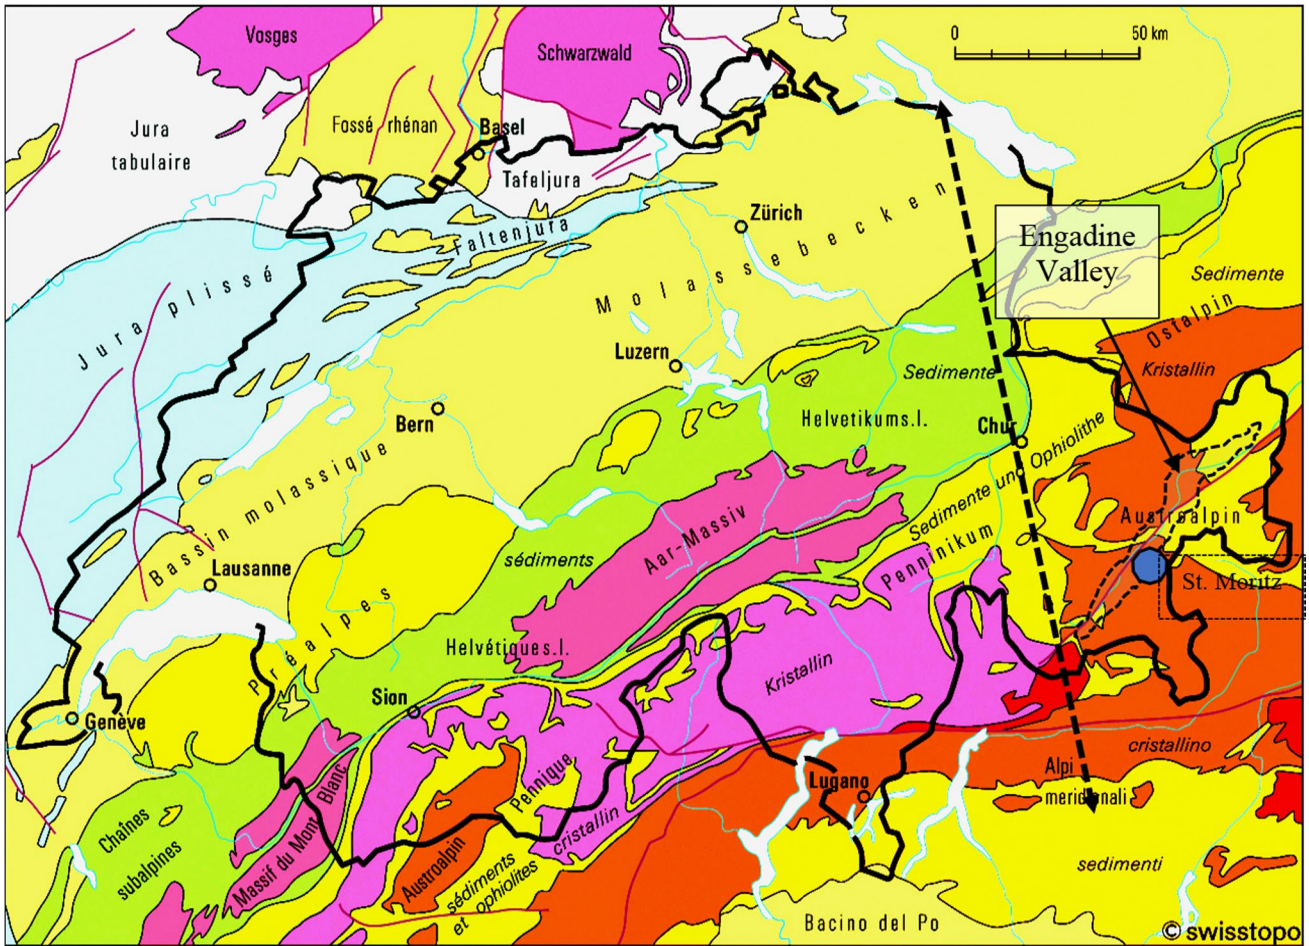 Vosges
Schwarzwald
0 50 km
Jura
tabulaire
Fossé rhénan
Basel
Tafeljura
Faltenjura
Zürich
Molassebecken
Engadine
Valley
Sedimente
Ostalpin
Kristallin
Jura plissé
Luzern
Sedimente
Helvetikum s.l.
Chur
Bern
Bassin molassique
Sedimente und Ophiolithe
Penninikum
Austroalpin
Aar-Massiv
sédiments
Lausanne
St. Moritz
Préalpes
Helvétique s.l.
Kristallin
Sion
Genève
cristallino
Alpi
meridionali
Lugano
Pennique
cristallin
Massif du Mont Blanc
Chaînes
subalpines
Austroalpin
sédiments
et ophiolites
sedimenti
Bacino del Po
© swisstopo